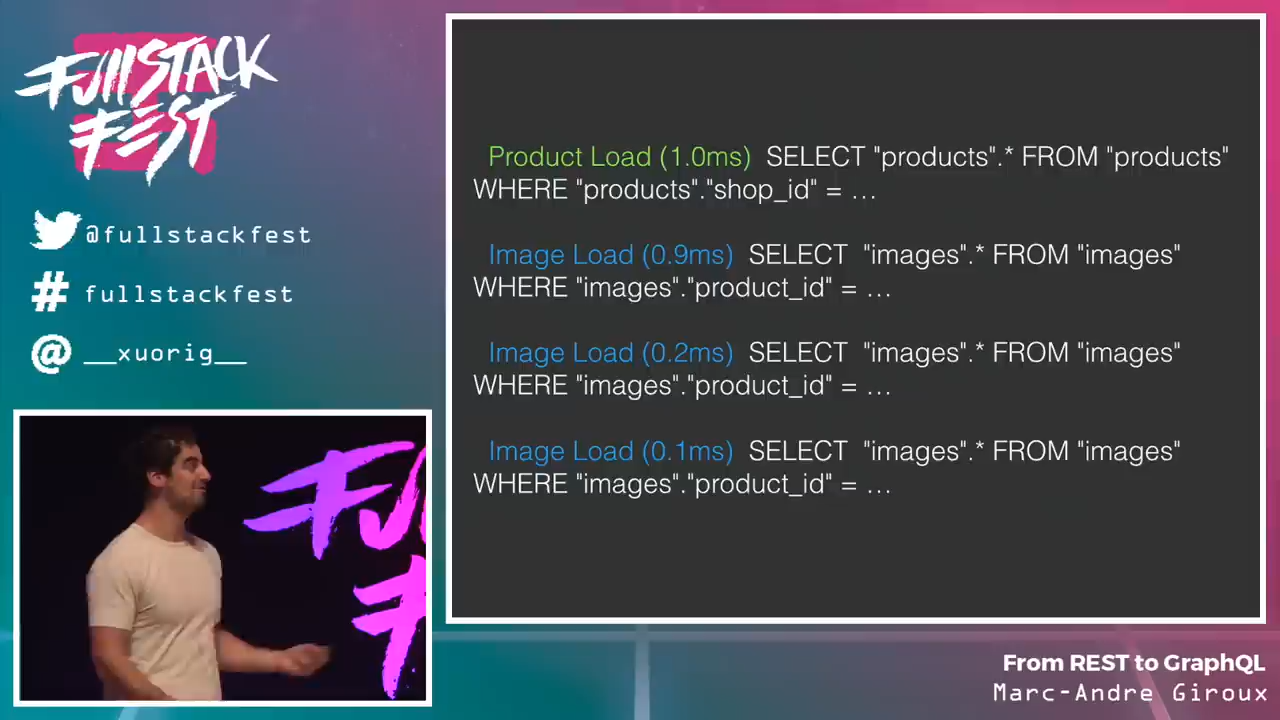 FullSTACK
FEST
@fullstackfest
# fullstackfest
@ __xuorig__
Product Load (1.0ms) SELECT "products".* FROM "products"
WHERE "products"."shop_id" = …
Image Load (0.9ms) SELECT "images".* FROM "images"
WHERE "images"."product_id" = …
Image Load (0.2ms) SELECT "images".* FROM "images"
WHERE "images"."product_id" = …
Image Load (0.1ms) SELECT "images".* FROM "images"
WHERE "images"."product_id" = …
From REST to GraphQL
Marc-Andre Giroux